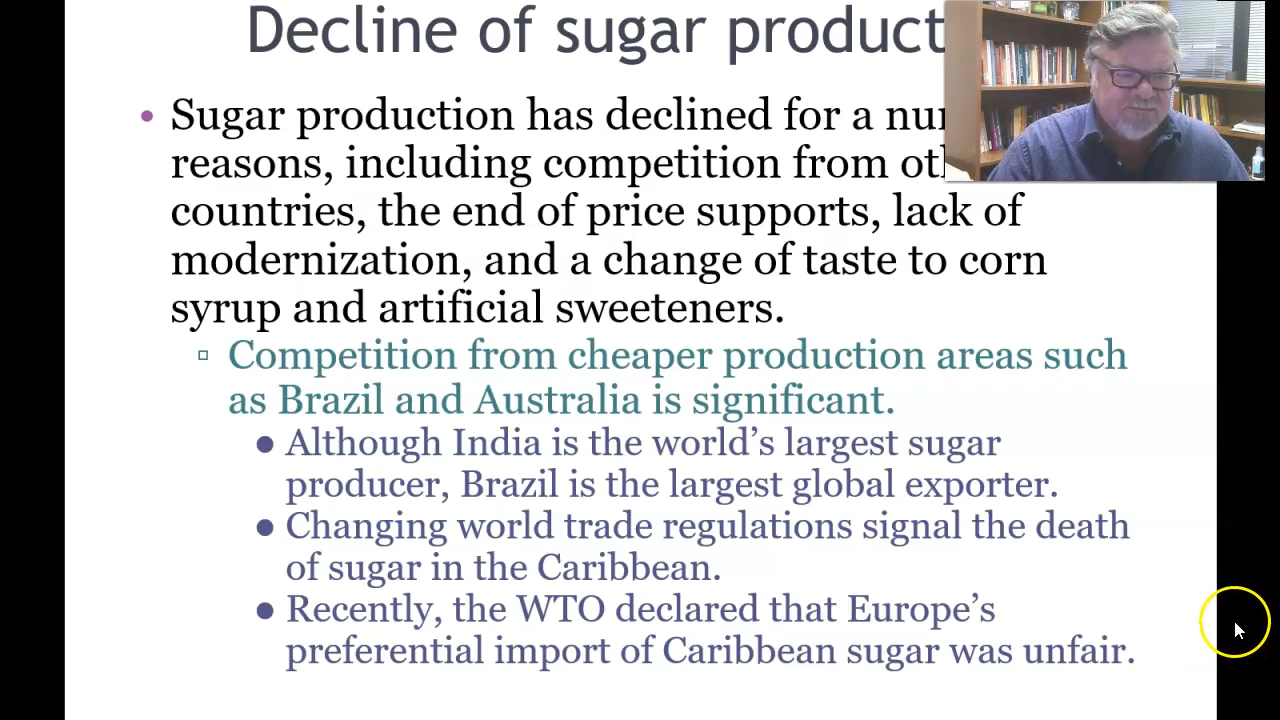 Decline of sugar product
Sugar production has declined for a nu
reasons, including competition from ot
countries, the end of price supports, lack of
modernization, and a change of taste to corn
syrup and artificial sweeteners.
Competition from cheaper production areas such
as Brazil and Australia is significant.
Although India is the world’s largest sugar
producer, Brazil is the largest global exporter.
Changing world trade regulations signal the death
of sugar in the Caribbean.
Recently, the WTO declared that Europe’s
preferential import of Caribbean sugar was unfair.